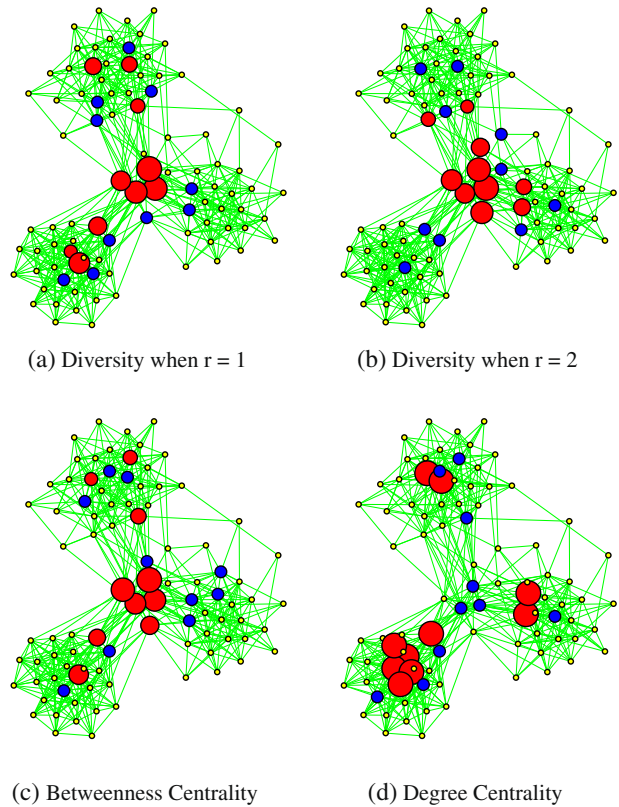 (a) Diversity when r = 1
(b) Diversity when r = 2
(c) Betweenness Centrality
(d) Degree Centrality